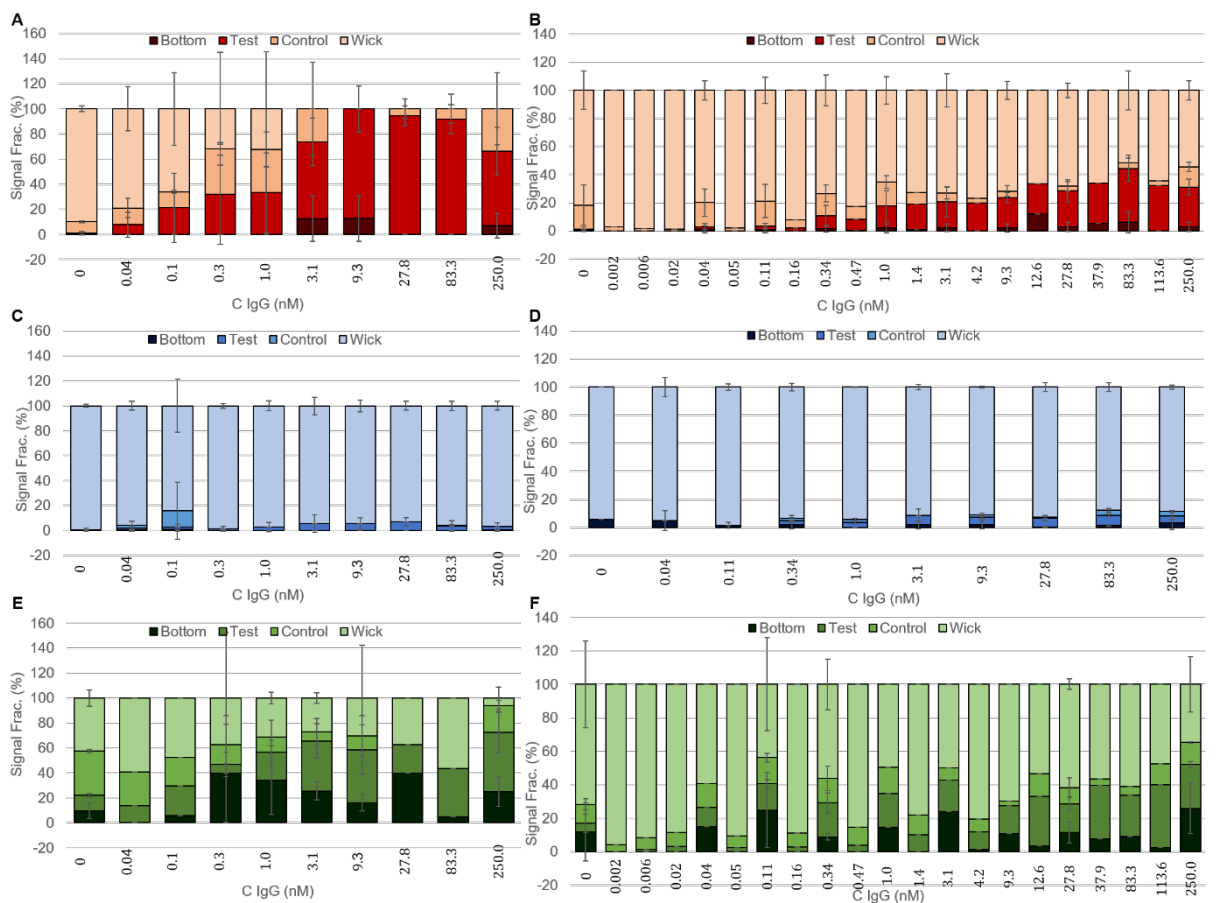 A
160
140
120
100
80
60
40
20
0
-20
Signal Frac. (%)
Bottom Test Control Wick
0 0.04 0.1 0.3 1.0 3.1 9.3 27.8 83.3 250.0
C IgG (nM)
B
140
120
100
80
60
40
20
0
-20
Signal Frac. (%)
Bottom Test Control Wick
0 0.002 0.006 0.02 0.04 0.05 0.11 0.16 0.34 0.47 1.0 1.4 3.1 4.2 9.3 12.6 27.8 37.9 83.3 113.6 250.0
C IgG (nM)
C
160
140
120
100
80
60
40
20
0
-20
Signal Frac. (%)
Bottom Test Control Wick
0 0.04 0.1 0.3 1.0 3.1 9.3 27.8 83.3 250.0
C IgG (nM)
D
140
120
100
80
60
40
20
0
-20
Signal Frac. (%)
Bottom Test Control Wick
0 0.04 0.11 0.34 1.0 3.1 9.3 27.8 83.3 250.0
C IgG (nM)
E
160
140
120
100
80
60
40
20
0
-20
Signal Frac. (%)
Bottom Test Control Wick
0 0.04 0.1 0.3 1.0 3.1 9.3 27.8 83.3 250.0
C IgG (nM)
F
140
120
100
80
60
40
20
0
-20
Signal Frac. (%)
Bottom Test Control Wick
0 0.002 0.006 0.02 0.04 0.05 0.11 0.16 0.34 0.47 1.0 1.4 3.1 4.2 9.3 12.6 27.8 37.9 83.3 113.6 250.0
C IgG (nM)